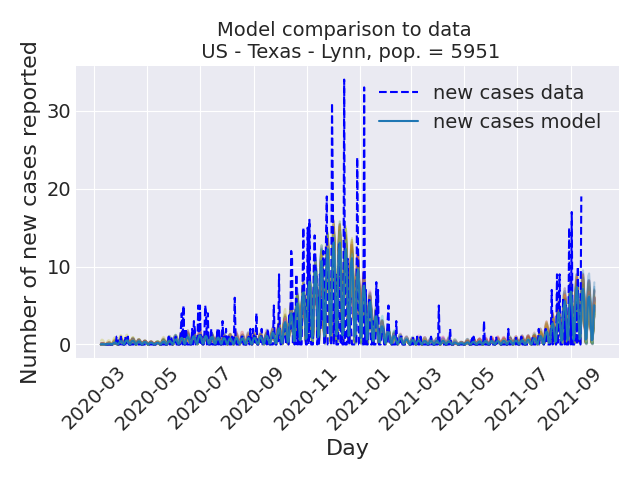 Model comparison to data
US - Texas - Lynn, pop. = 5951
new cases data
new cases model
Number of new cases reported
30
20
10
0
2020-03
2020-05
2020-07
2020-09
2020-11
2021-01
2021-03
2021-05
2021-07
2021-09
Day